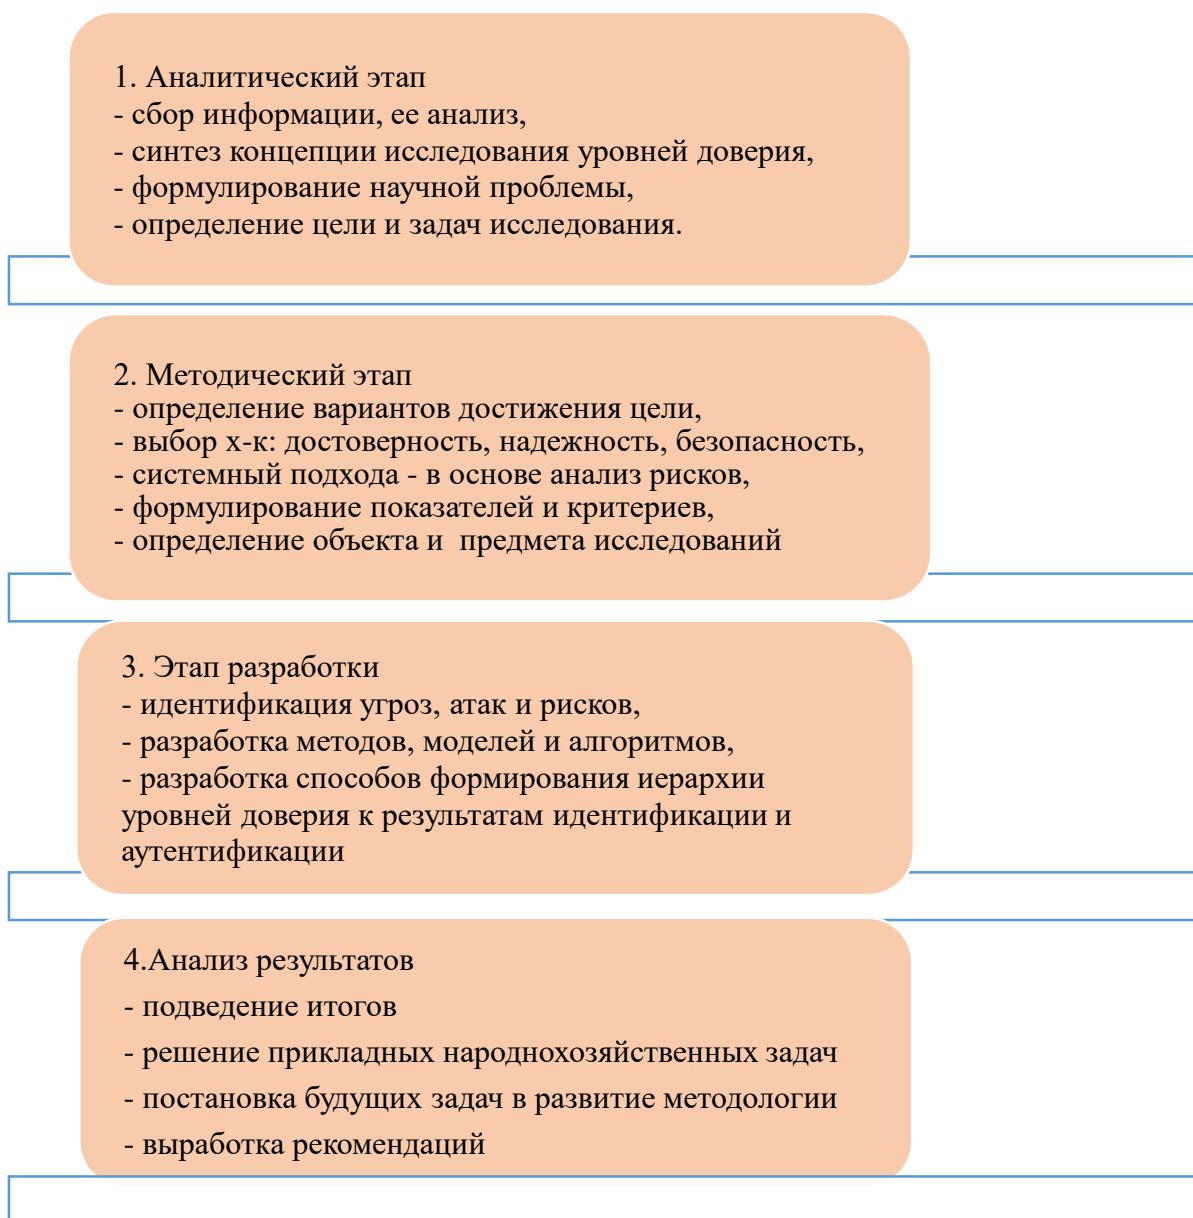 1. Аналитический этап
- сбор информации, ее анализ,
- синтез концепции исследования уровней доверия,
- формулирование научной проблемы,
- определение цели и задач исследования.
2. Методический этап
- определение вариантов достижения цели,
- выбор х-к: достоверность, надежность, безопасность,
- системный подхода - в основе анализ рисков,
- формулирование показателей и критериев,
- определение объекта и предмета исследований
3. Этап разработки
- идентификация угроз, атак и рисков,
- разработка методов, моделей и алгоритмов,
- разработка способов формирования иерархии
уровней доверия к результатам идентификации и
аутентификации
4.Анализ результатов
- подведение итогов
- решение прикладных народнохозяйственных задач
- постановка будущих задач в развитие методологии
- выработка рекомендаций